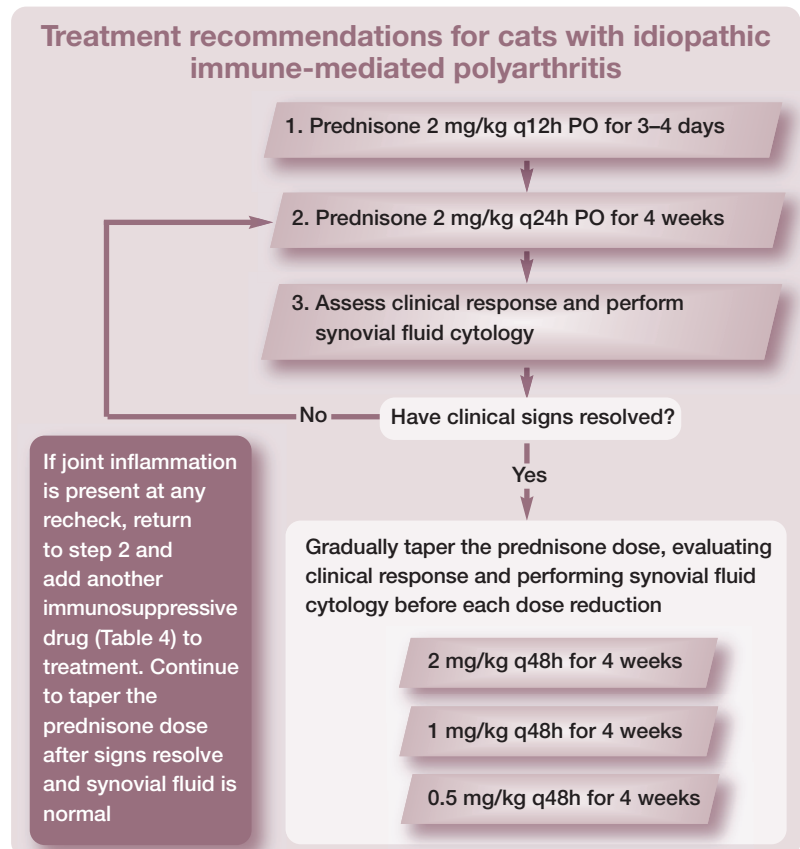 Treatment recommendations for cats with idiopathic
immune-mediated polyarthritis
1. Prednisone 2 mg/kg q12h PO for 3–4 days
2. Prednisone 2 mg/kg q24h PO for 4 weeks
3. Assess clinical response and perform
synovial fluid cytology
No
Have clinical signs resolved?
Yes
If joint inflammation
is present at any
recheck, return
to step 2 and
add another
immunosuppressive
drug (Table 4) to
treatment. Continue
to taper the
prednisone dose
after signs resolve
and synovial fluid is
normal
Gradually taper the prednisone dose, evaluating
clinical response and performing synovial fluid
cytology before each dose reduction
2 mg/kg q48h for 4 weeks
1 mg/kg q48h for 4 weeks
0.5 mg/kg q48h for 4 weeks